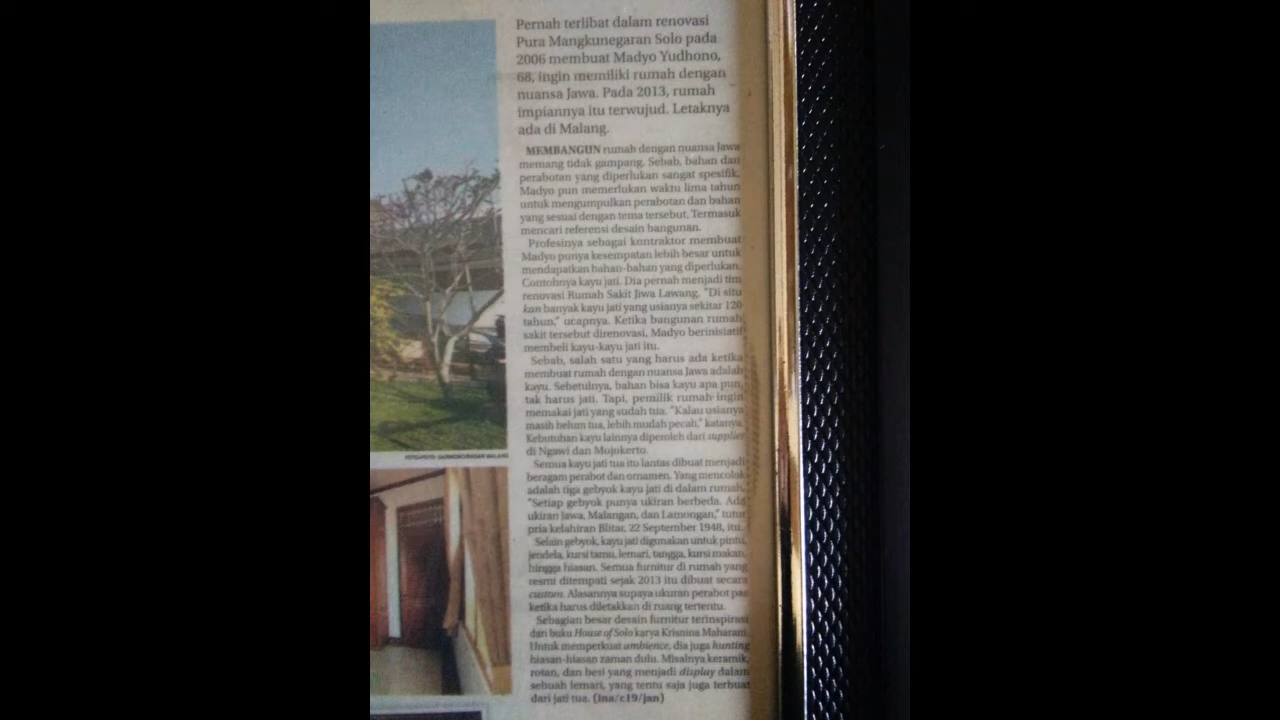 Pernah terlibat dalam renovasi
Pura Mangkunegaran Solo pada
2006 membuat Madyo Yudhono,
68, ingin memiliki rumah dengan
nuansa Jawa. Pada 2013, rumah
impiannya itu terwujud. Letaknya
ada di Malang.
MEMBANGUN rumah dengan nuansa Jawa
memang tidak gampang. Sebab, bahan dan
perabotan yang diperlukan sangat spesifik.
Madyo pun memerlukan waktu lima tahun
untuk mengumpulkan perabotan dan bahan
yang sesuai dengan tema tersebut. Termasuk
mencari referensi desain bangunan.
Profesinya sebagai kontraktor membuat
Madyo punya kesempatan lebih besar untuk
mendapatkan bahan-bahan yang diperlukan.
Contohnya kayu jati. Dia pernah menjadi tim
renovasi Rumah Sakit Jiwa Lawang. "Di situ
kan banyak kayu jati yang usianya sekitar 120
tahun," ucapnya. Ketika bangunan rumah
sakit tersebut direnovasi, Madyo berinisiatif
membeli kayu-kayu jati itu.
Sebab, salah satu yang harus ada ketika
membuat rumah dengan nuansa Jawa adalah
kayu. Sebetulnya, bahan bisa kayu apa pun,
tak harus jati. Tapi, pemilik rumah ingin
memakai jati yang sudah tua. "Kalau usianya
masih belum tua, lebih mudah pecah," katanya.
Kebutuhan kayu lainnya diperoleh dari supplier
di Ngawi dan Mojokerto.
Semua kayu jati tua itu lantas dibuat menjadi
beragam perabot dan ornamen. Yang mencolok
adalah tiga gebyok kayu jati di dalam rumah.
"Setiap gebyok punya ukiran berbeda. Ada
ukiran Jawa, Malangan, dan Lamongan," tutur
pria kelahiran Blitar, 22 September 1948, itu.
Selain gebyok, kayu jati digunakan untuk pintu,
jendela, kursi tamu, lemari, tangga, kursi makan,
hingga hiasan. Semua furnitur di rumah yang
resmi ditempati sejak 2013 itu dibuat secara
custom. Alasannya supaya ukuran perabot pas
ketika harus diletakkan di ruang tertentu.
Sebagian besar desain furnitur terinspirasi
dari buku House of Solo karya Krisnina Maharani.
Untuk memperkuat ambience, dia juga hunting
hiasan-hiasan zaman dulu. Misalnya keramik,
rotan, dan besi yang menjadi display dalam
sebuah lemari, yang tentu saja juga terbuat
dari jati tua. (ina/c19/jan)